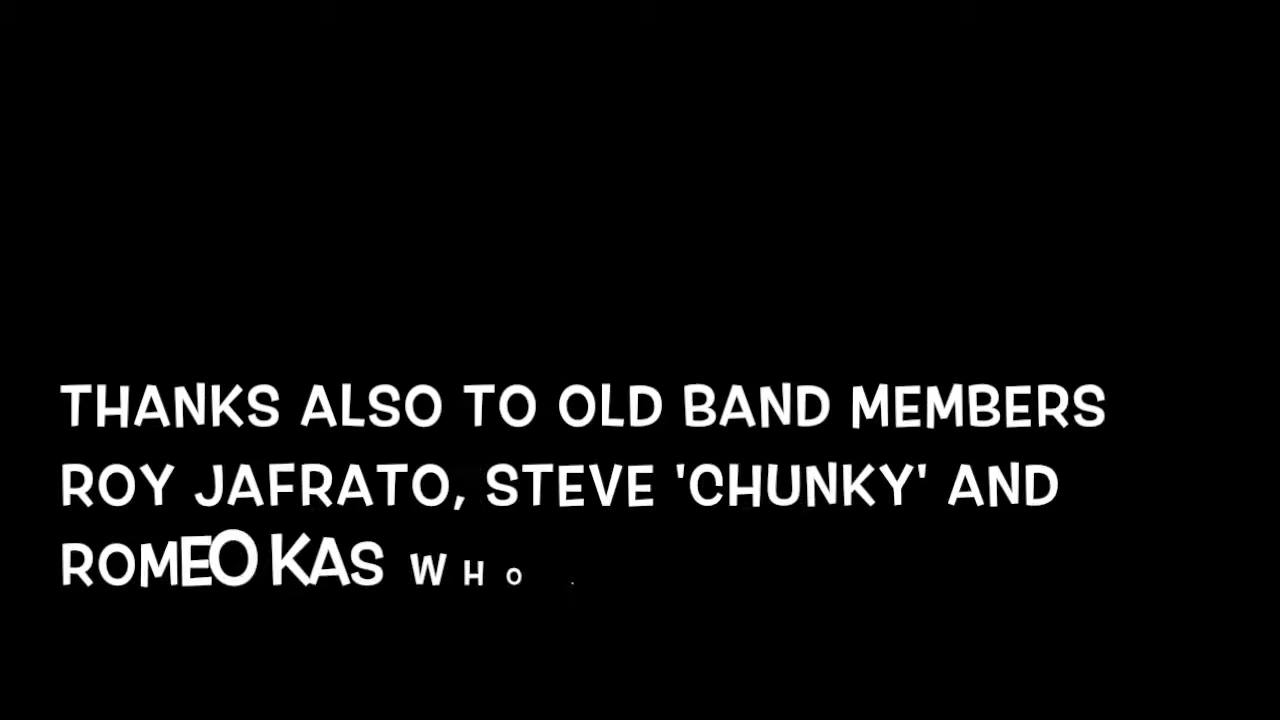 THANKS ALSO TO OLD BAND MEMBERS
ROY JAFRATO, STEVE 'CHUNKY' AND
ROMEO KAS WHO